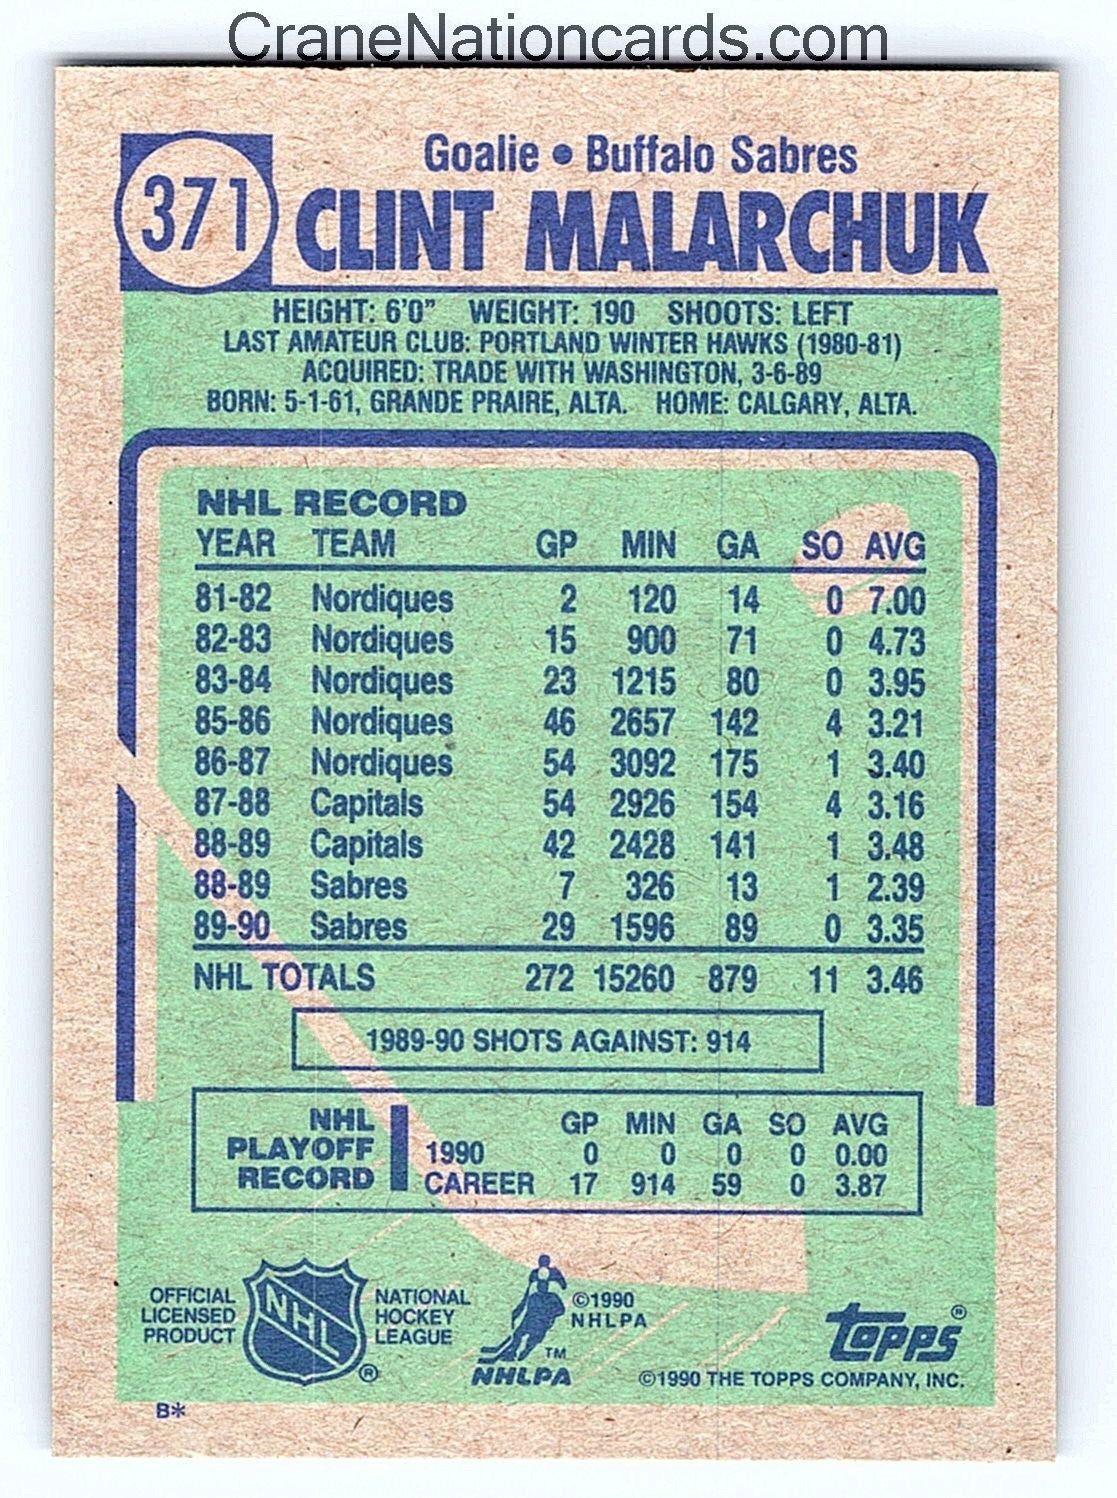 CraneNationcards.com
371
Goalie • Buffalo Sabres
CLINT MALARCHUK
HEIGHT: 6'0" WEIGHT: 190 SHOOTS: LEFT
LAST AMATEUR CLUB: PORTLAND WINTER HAWKS (1980-81)
ACQUIRED: TRADE WITH WASHINGTON, 3-6-89
BORN: 5-1-61, GRANDE PRAIRE, ALTA. HOME: CALGARY, ALTA.
NHL RECORD
YEAR TEAM GP MIN GA SO AVG
81-82 Nordiques 2 120 14 0 7.00
82-83 Nordiques 15 900 71 0 4.73
83-84 Nordiques 23 1215 80 0 3.95
85-86 Nordiques 46 2657 142 4 3.21
86-87 Nordiques 54 3092 175 1 3.40
87-88 Capitals 54 2926 154 4 3.16
88-89 Capitals 42 2428 141 1 3.48
88-89 Sabres 7 326 13 1 2.39
89-90 Sabres 29 1596 89 0 3.35
NHL TOTALS 272 15260 879 11 3.46
1989-90 SHOTS AGAINST: 914
NHL PLAYOFF RECORD
GP MIN GA SO AVG
1990 0 0 0 0 0.00
CAREER 17 914 59 0 3.87
OFFICIAL
LICENSED
PRODUCT
NHL
®
NATIONAL
HOCKEY
LEAGUE
©1990
NHLPA
TM
NHLPA
Topps®
©1990 THE TOPPS COMPANY, INC.
B*